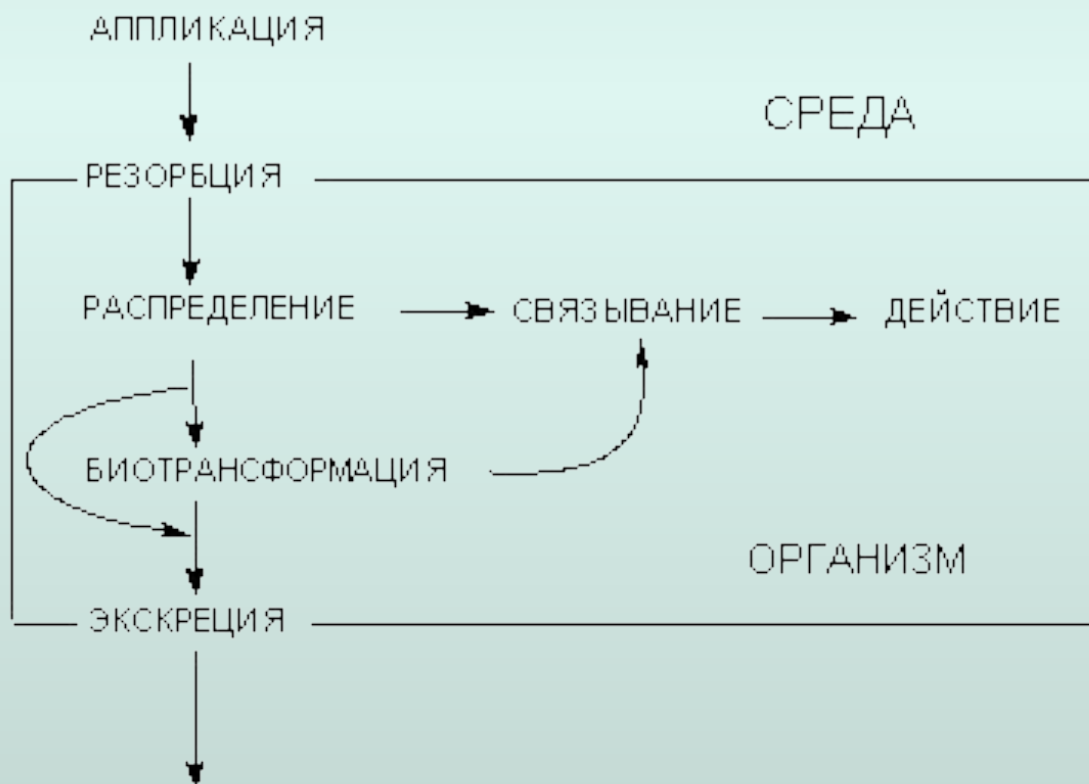 АППЛИКАЦИЯ
СРЕДА
РЕЗОРБЦИЯ
РАСПРЕДЕЛЕНИЕ СВЯЗЫВАНИЕ ДЕЙСТВИЕ
БИОТРАНСФОРМАЦИЯ
ОРГАНИЗМ
ЭКСКРЕЦИЯ